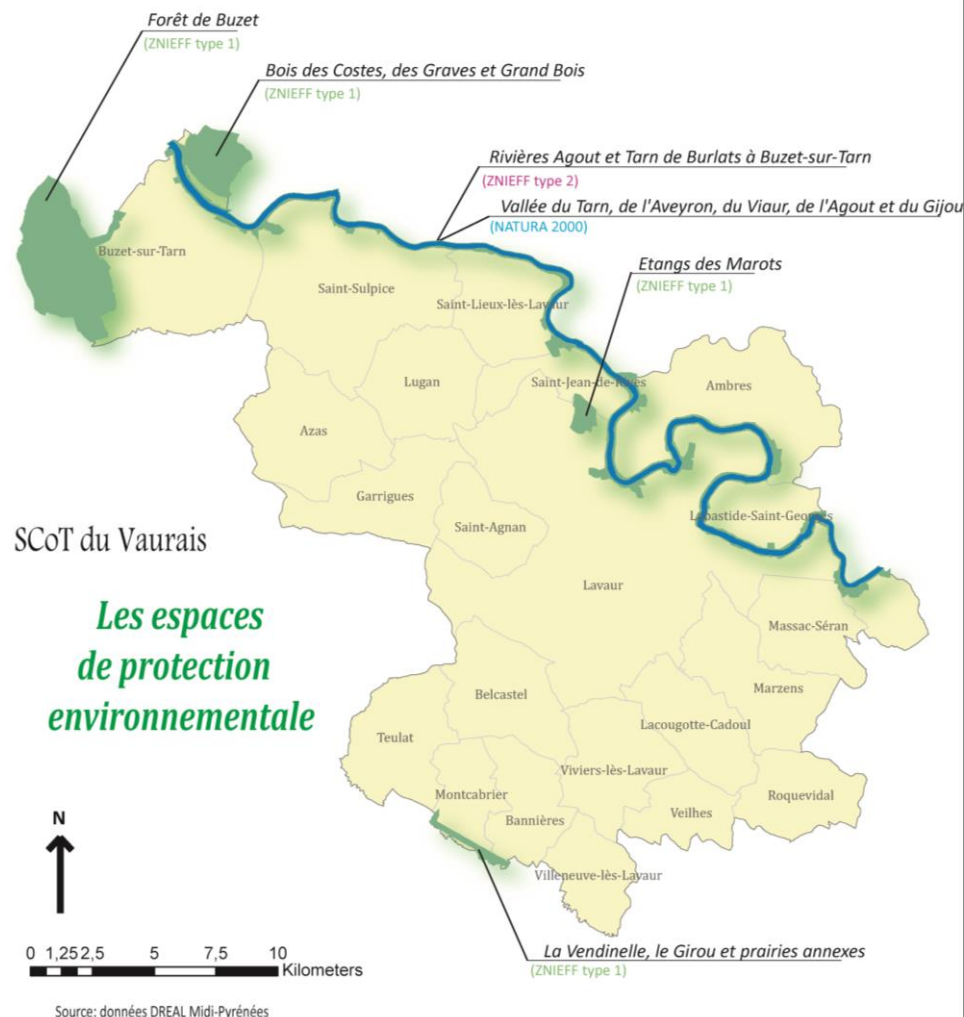 Forêt de Buzet
(ZNIEFF type 1)
Bois des Costes, des Graves et Grand Bois
(ZNIEFF type 1)
Rivières Agout et Tarn de Burlats à Buzet-sur-Tarn
(ZNIEFF type 2)
Vallée du Tarn, de l'Aveyron, du Viaur, de l'Agout et du Gijou
(NATURA 2000)
Etangs des Marots
(ZNIEFF type 1)
Buzet-sur-Tarn
Saint-Sulpice
Saint-Lieux-lès-Lavaur
Lugan
Saint-Jean-de-Rives
Ambres
Azas
Garrigues
Saint-Agnan
Labastide-Saint-Georges
Lavaur
Massac-Séran
Marzens
Belcastel
Lacougotte-Cadoul
Teulat
Viviers-lès-Lavaur
Montcabrier
Bannières
Veilhes
Roquevidal
Villeneuve-lès-Lavaur
SCoT du Vaurais
Les espaces
de protection
environnementale
N
0 1,25 2,5 5 7,5 10
Kilometers
La Vendinelle, le Girou et prairies annexes
(ZNIEFF type 1)
Source: données DREAL Midi-Pyrénées